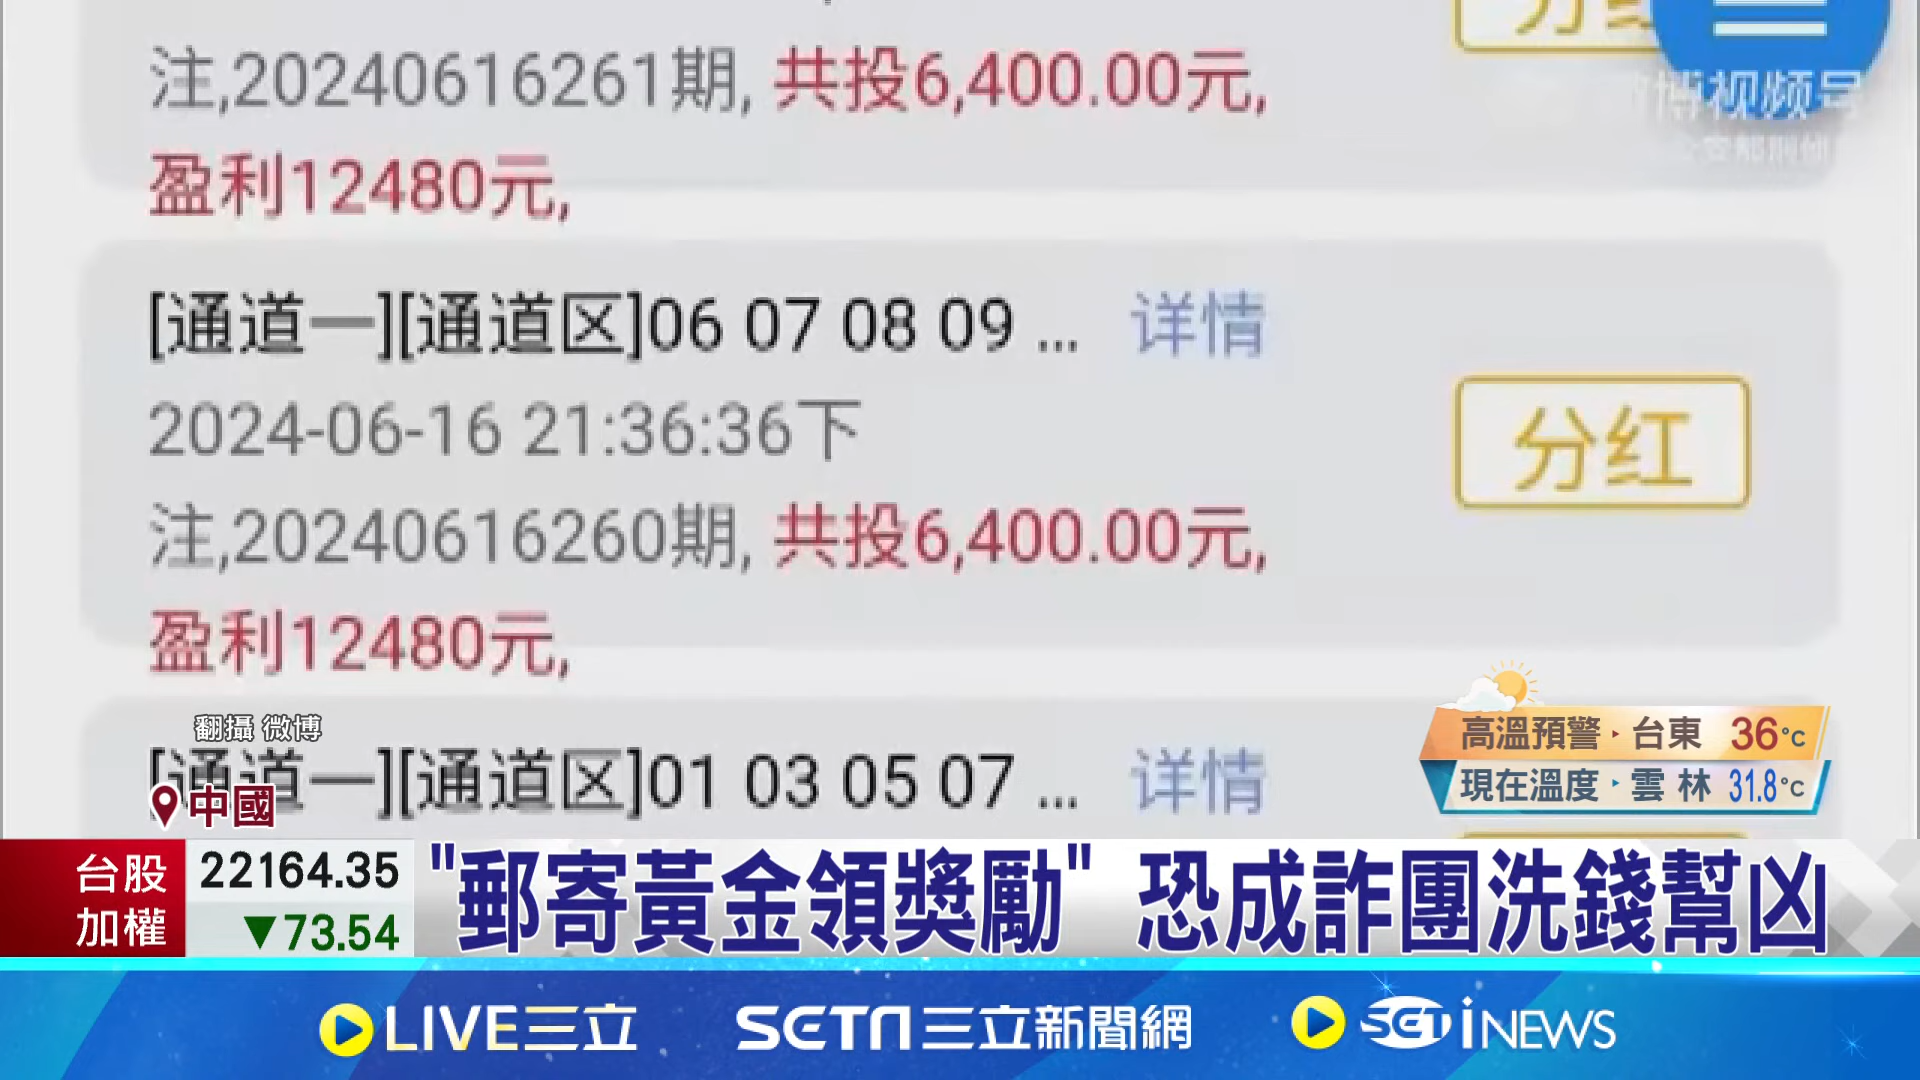 分红
注,20240616261期, 共投6,400.00元,
盈利12480元,
博视频号
[通道一][通道区]06 07 08 09 ... 详情
2024-06-16 21:36:36下
分红
注,20240616260期, 共投6,400.00元,
盈利12480元,
翻攝 微博
[通道一][通道区]01 03 05 07 ... 详情
中國
高溫預警 台東 36°C
現在溫度 雲林 31.8°C
台股
加權
22164.35
▼73.54
"郵寄黃金領獎勵" 恐成詐團洗錢幫凶
LIVE三立
SETN三立新聞網
SET iNEWS